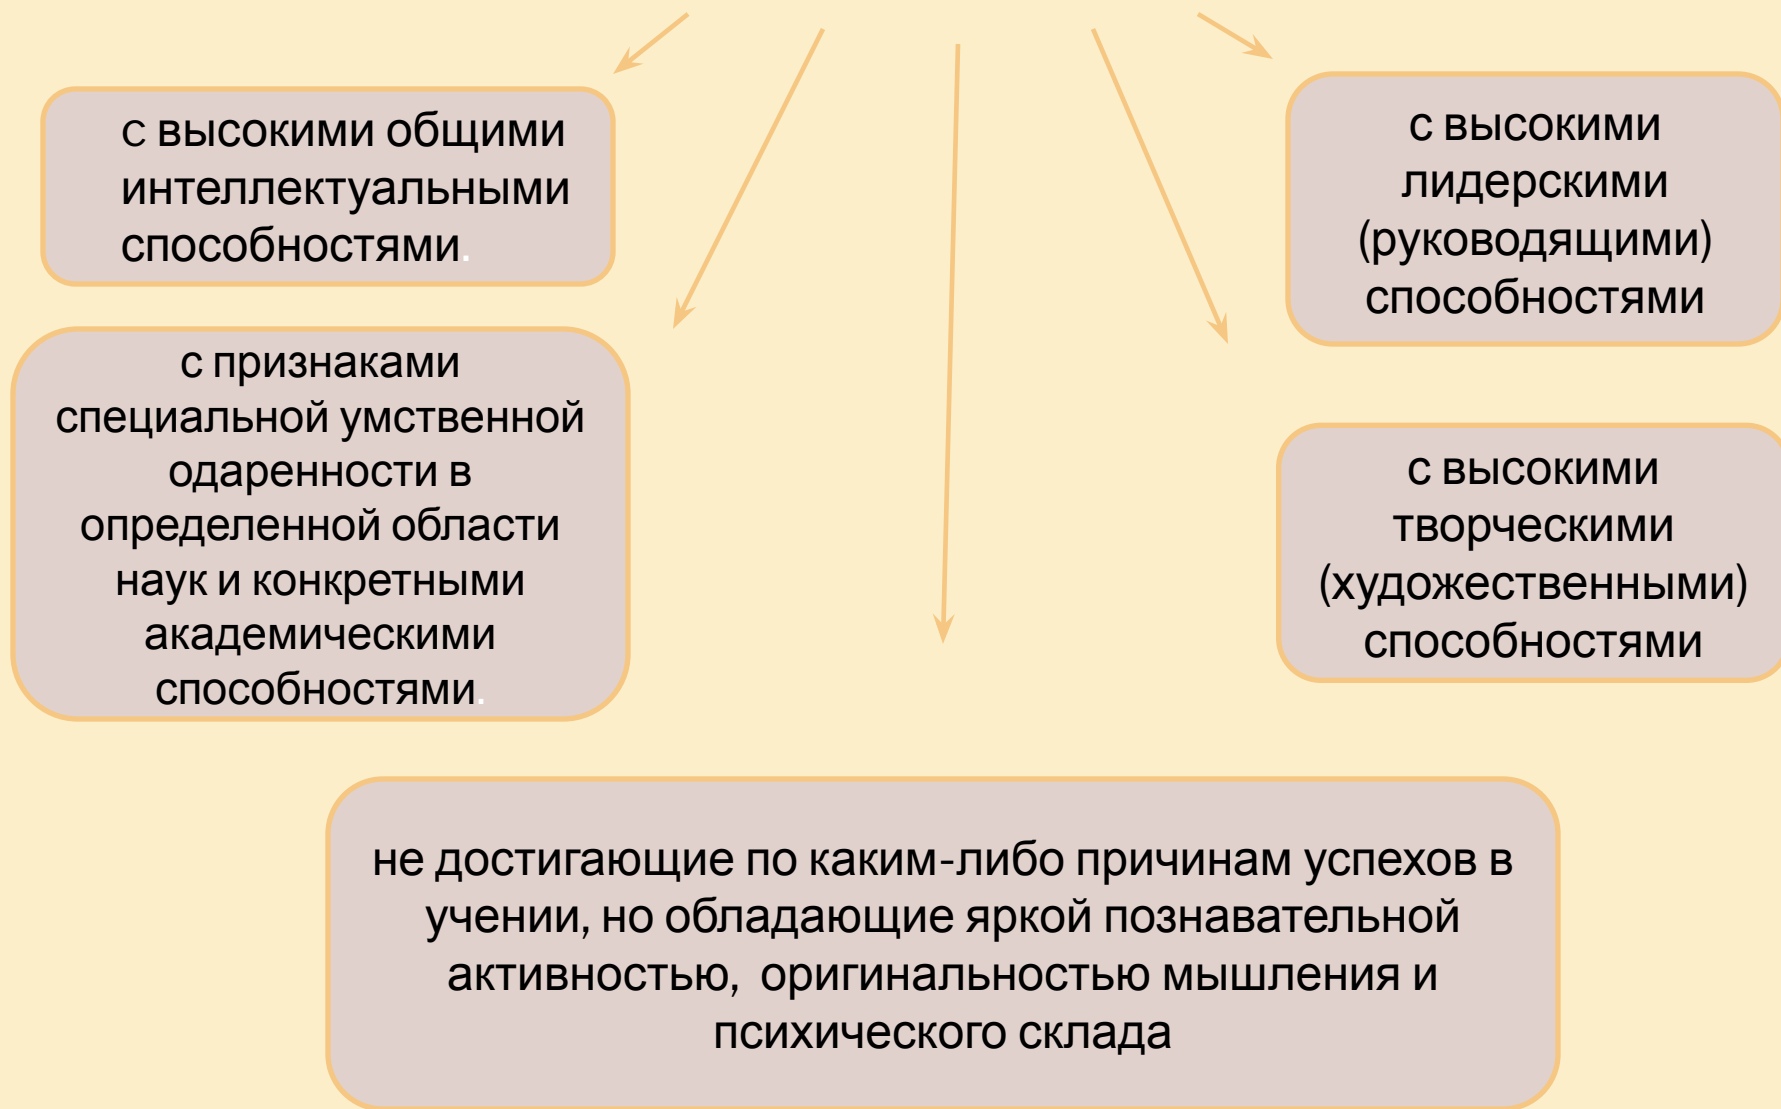 с высокими общими
интеллектуальными
способностями.
с признаками
специальной умственной
одаренности в
определенной области
наук и конкретными
академическими
способностями.
с высокими
лидерскими
(руководящими)
способностями
с высокими
творческими
(художественными)
способностями
не достигающие по каким-либо причинам успехов в
учении, но обладающие яркой познавательной
активностью, оригинальностью мышления и
психического склада